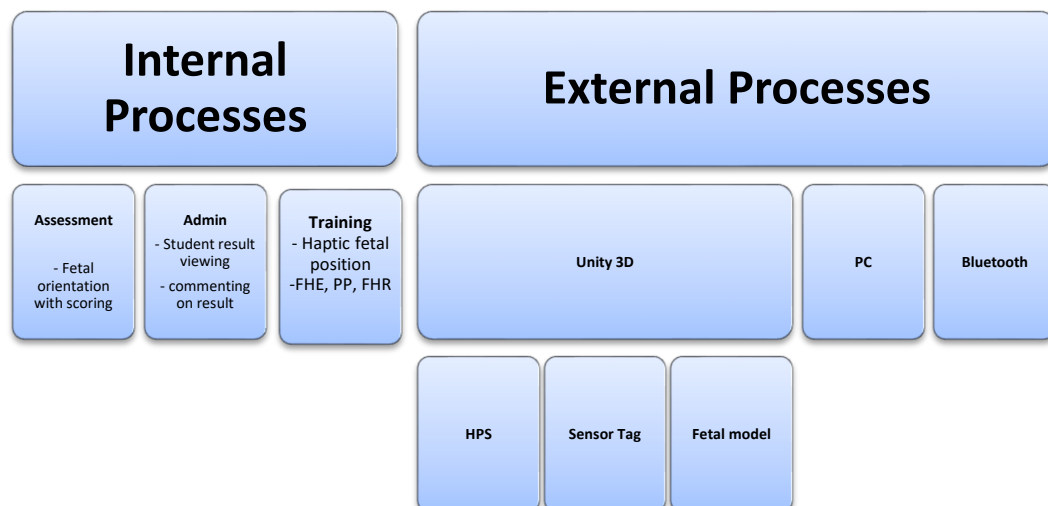 Internal
Processes
External Processes
Assessment
- Fetal
orientation
with scoring
Admin
- Student result
viewing
- commenting
on result
Training
- Haptic fetal
position
-FHE, PP, FHR
Unity 3D
PC
Bluetooth
HPS
Sensor Tag
Fetal model